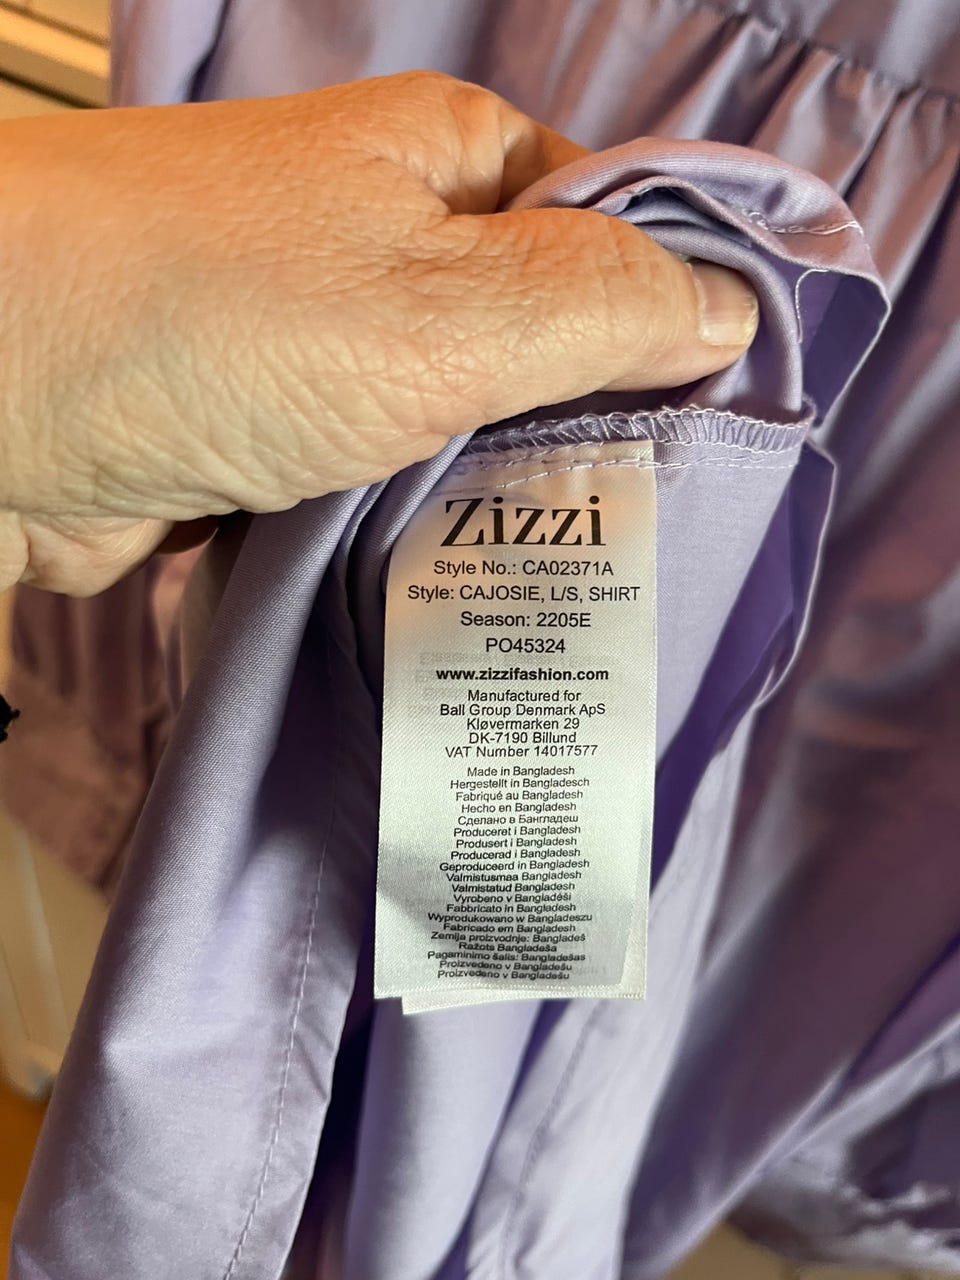 Zizzi
Style No.: CA02371A
Style: CAJOSIE, L/S, SHIRT
Season: 2205E
PO45324
www.zizzifashion.com
Manufactured for
Ball Group Denmark ApS
Kløvermarken 29
DK-7190 Billund
VAT Number 14017577
Made in Bangladesh
Hergestellt in Bangladesch
Fabriqué au Bangladesh
Hecho en Bangladesh
Сделано в Бангладеш
Produceret i Bangladesh
Produsert i Bangladesh
Producerad i Bangladesh
Geproduceerd in Bangladesh
Valmistusmaa Bangladesh
Valmistatud Bangladesh
Vyrobeno v Bangladéši
Fabbricato in Bangladesh
Wyprodukowano w Bangladeszu
Fabricado em Bangladesh
Zemlja proizvodnje: Bangladeš
Ražots Bangladeša
Pagaminimo šalis: Bangladešas
Proizvedeno v Bangladešu
Proizvedeno v Bangladešu